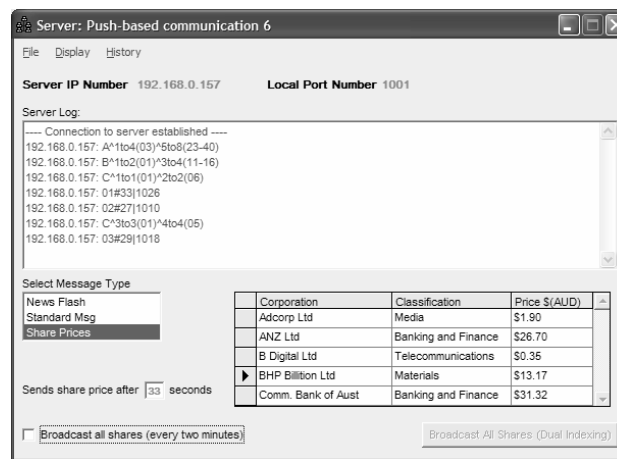 Server: Push-based communication 6
File Display History
Server IP Number 192.168.0.157 Local Port Number 1001
Server Log:
---- Connection to server established ----
192.168.0.157: A^1to4(03)^5to8(23-40)
192.168.0.157: B^1to2(01)^3to4(11-16)
192.168.0.157: C^1to1(01)^2to2(06)
192.168.0.157: 01#33|1026
192.168.0.157: 02#27|1010
192.168.0.157: C^3to3(01)^4to4(05)
192.168.0.157: 03#29|1018
Select Message Type
News Flash
Standard Msg
Share Prices
Sends share price after 33 seconds
Corporation Classification Price $(AUD)
Adcorp Ltd Media $1.90
ANZ Ltd Banking and Finance $26.70
B Digital Ltd Telecommunications $0.35
BHP Billition Ltd Materials $13.17
Comm. Bank of Aust Banking and Finance $31.32
Broadcast all shares (every two minutes)
Broadcast All Shares (Dual Indexing)